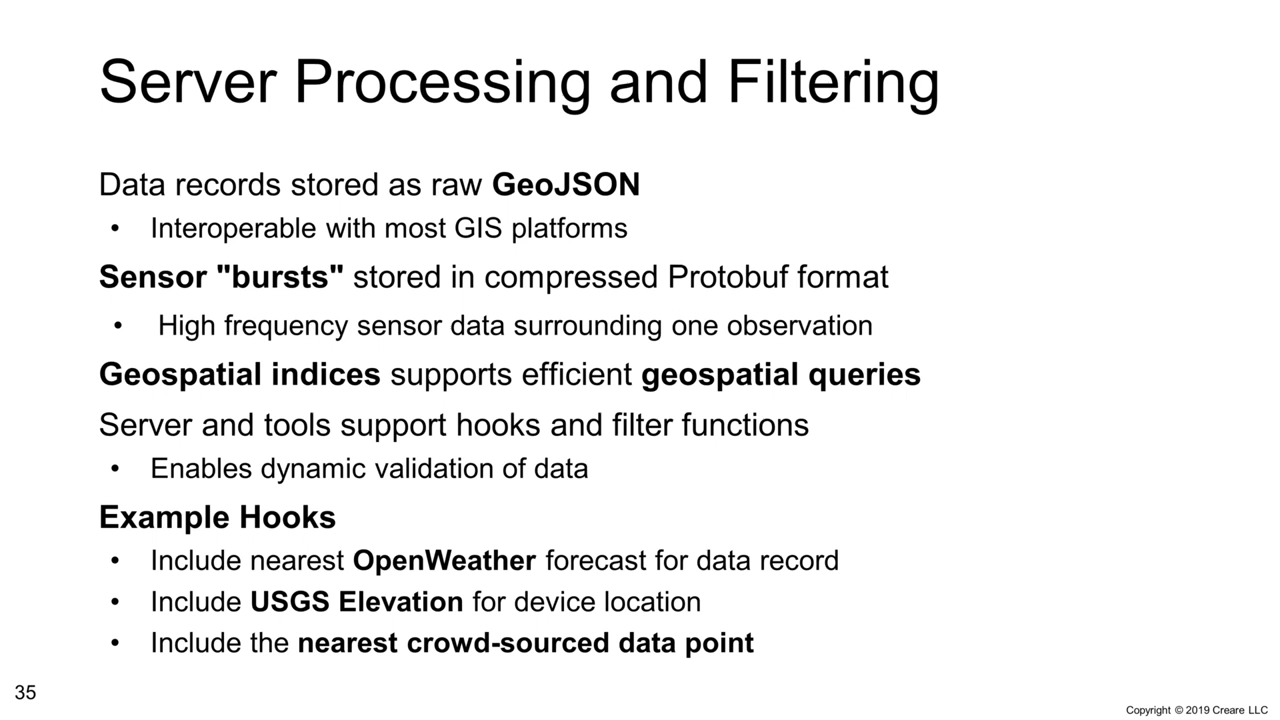 Server Processing and Filtering
Data records stored as raw GeoJSON
• Interoperable with most GIS platforms
Sensor "bursts" stored in compressed Protobuf format
• High frequency sensor data surrounding one observation
Geospatial indices supports efficient geospatial queries
Server and tools support hooks and filter functions
• Enables dynamic validation of data
Example Hooks
• Include nearest OpenWeather forecast for data record
• Include USGS Elevation for device location
• Include the nearest crowd-sourced data point
35
Copyright © 2019 Creare LLC